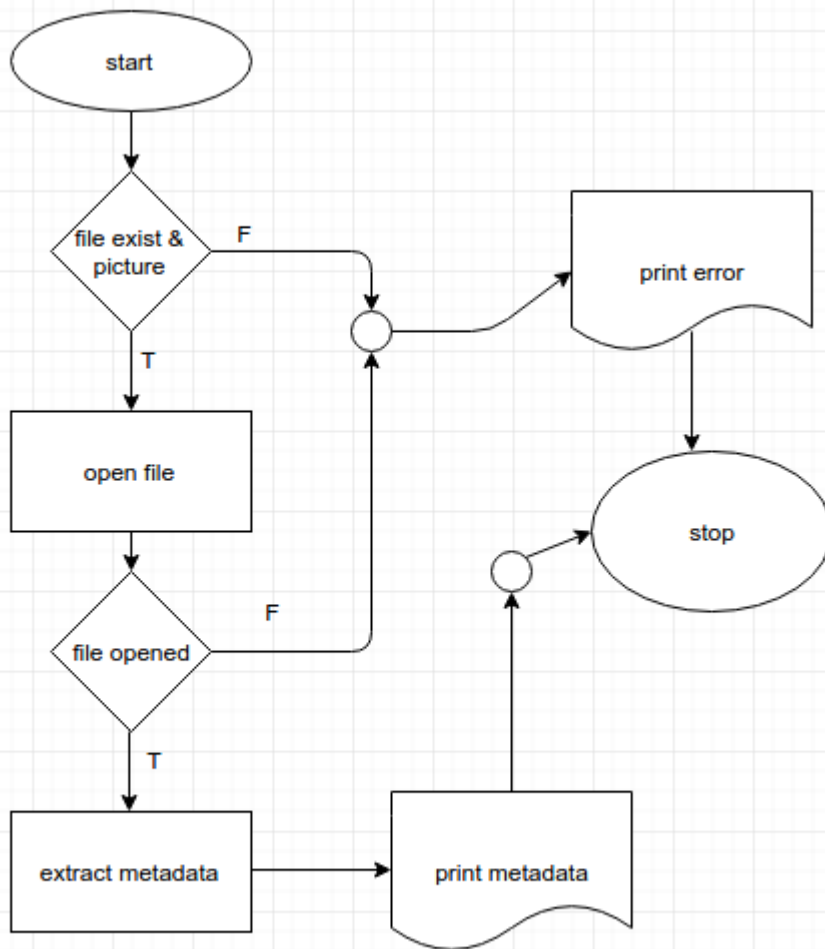 start
file exist &
picture
F
print error
T
open file
stop
F
file opened
T
extract metadata
print metadata